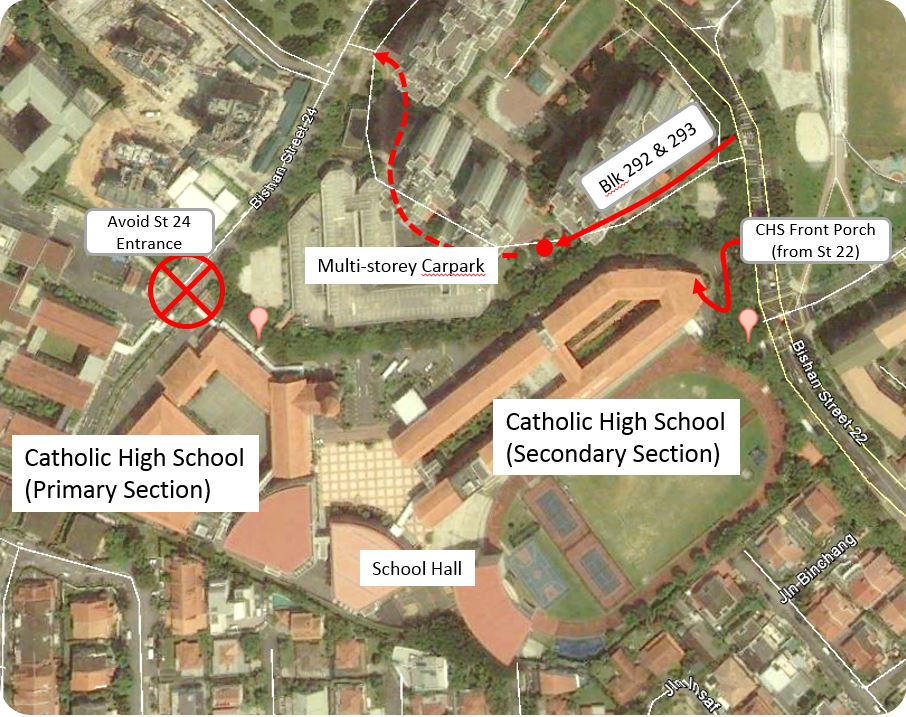 Bishan Street 24
Blk 292 & 293
Avoid St 24
Entrance
CHS Front Porch
(from St 22)
Multi-storey Carpark
Bishan Street 22
Catholic High School
(Secondary Section)
Catholic High School
(Primary Section)
School Hall
Jln-Binchang
Jln Insaf